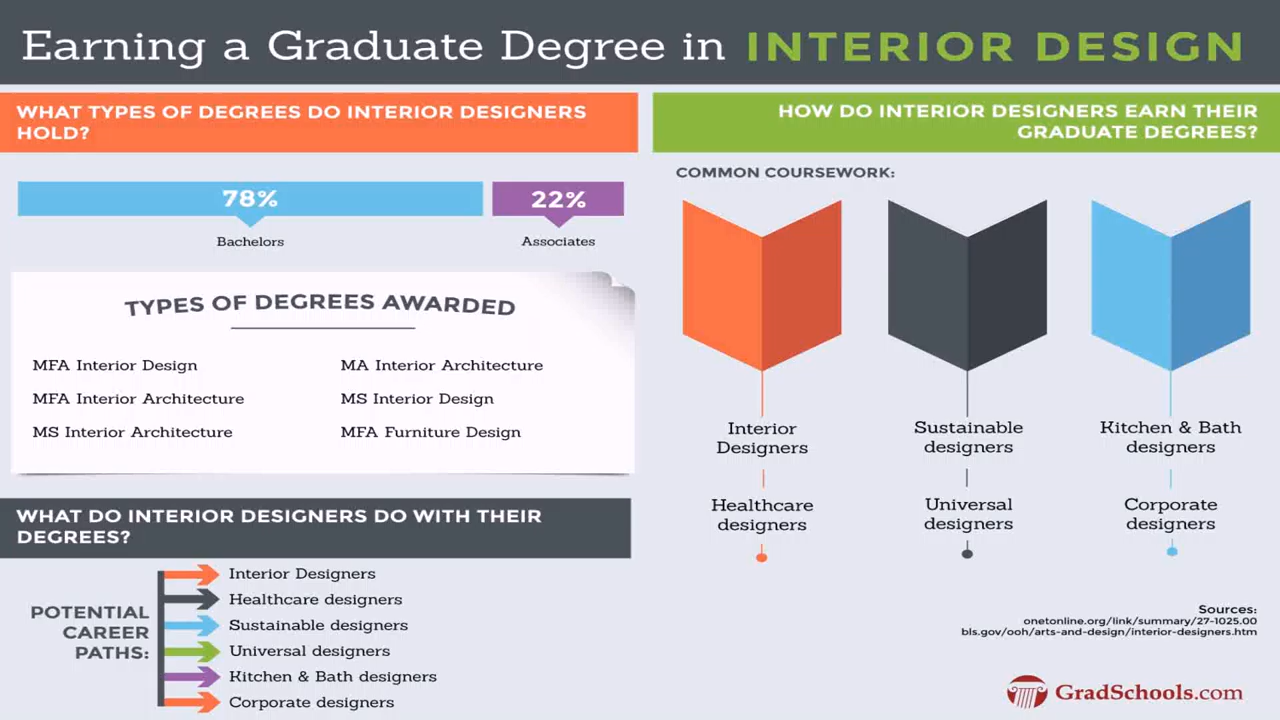 Earning a Graduate Degree in INTERIOR DESIGN
WHAT TYPES OF DEGREES DO INTERIOR DESIGNERS
HOLD?
78%
22%
Bachelors
Associates
TYPES OF DEGREES AWARDED
MFA Interior Design
MA Interior Architecture
MFA Interior Architecture
MS Interior Design
MS Interior Architecture
MFA Furniture Design
WHAT DO INTERIOR DESIGNERS DO WITH THEIR
DEGREES?
POTENTIAL
CAREER
PATHS:
Interior Designers
Healthcare designers
Sustainable designers
Universal designers
Kitchen & Bath designers
Corporate designers
HOW DO INTERIOR DESIGNERS EARN THEIR
GRADUATE DEGREES?
COMMON COURSEWORK:
Interior
Designers
Healthcare
designers
Sustainable
designers
Universal
designers
Kitchen & Bath
designers
Corporate
designers
Sources:
onetonline.org/link/summary/27-1025.00
bls.gov/ooh/arts-and-design/interior-designers.htm
GradSchools.com